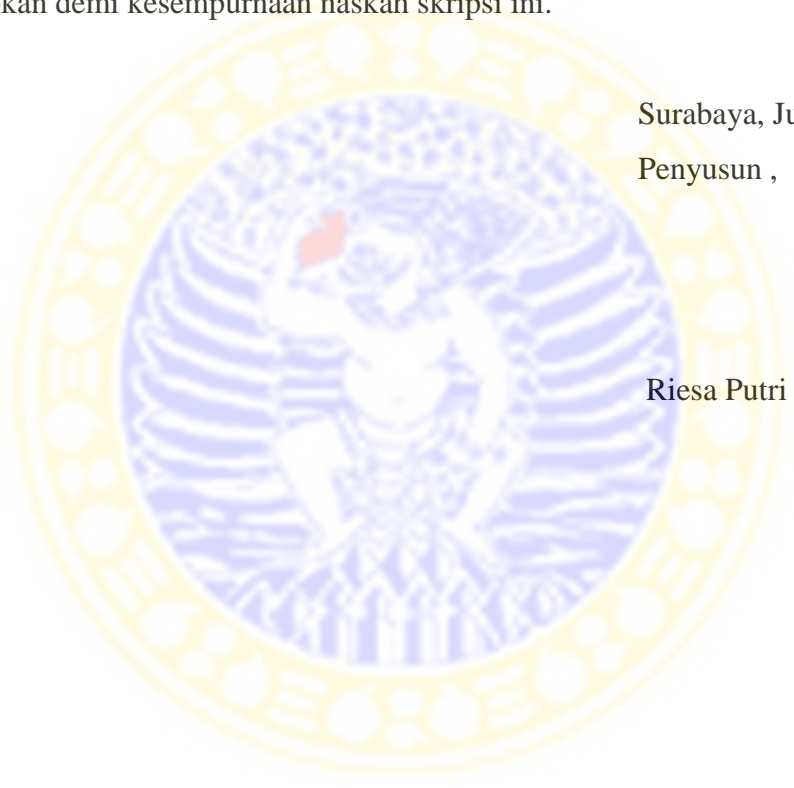 kan demi kesempurnaan naskah skripsi ini.
Surabaya, Ju
Penyusun ,
Riesa Putri